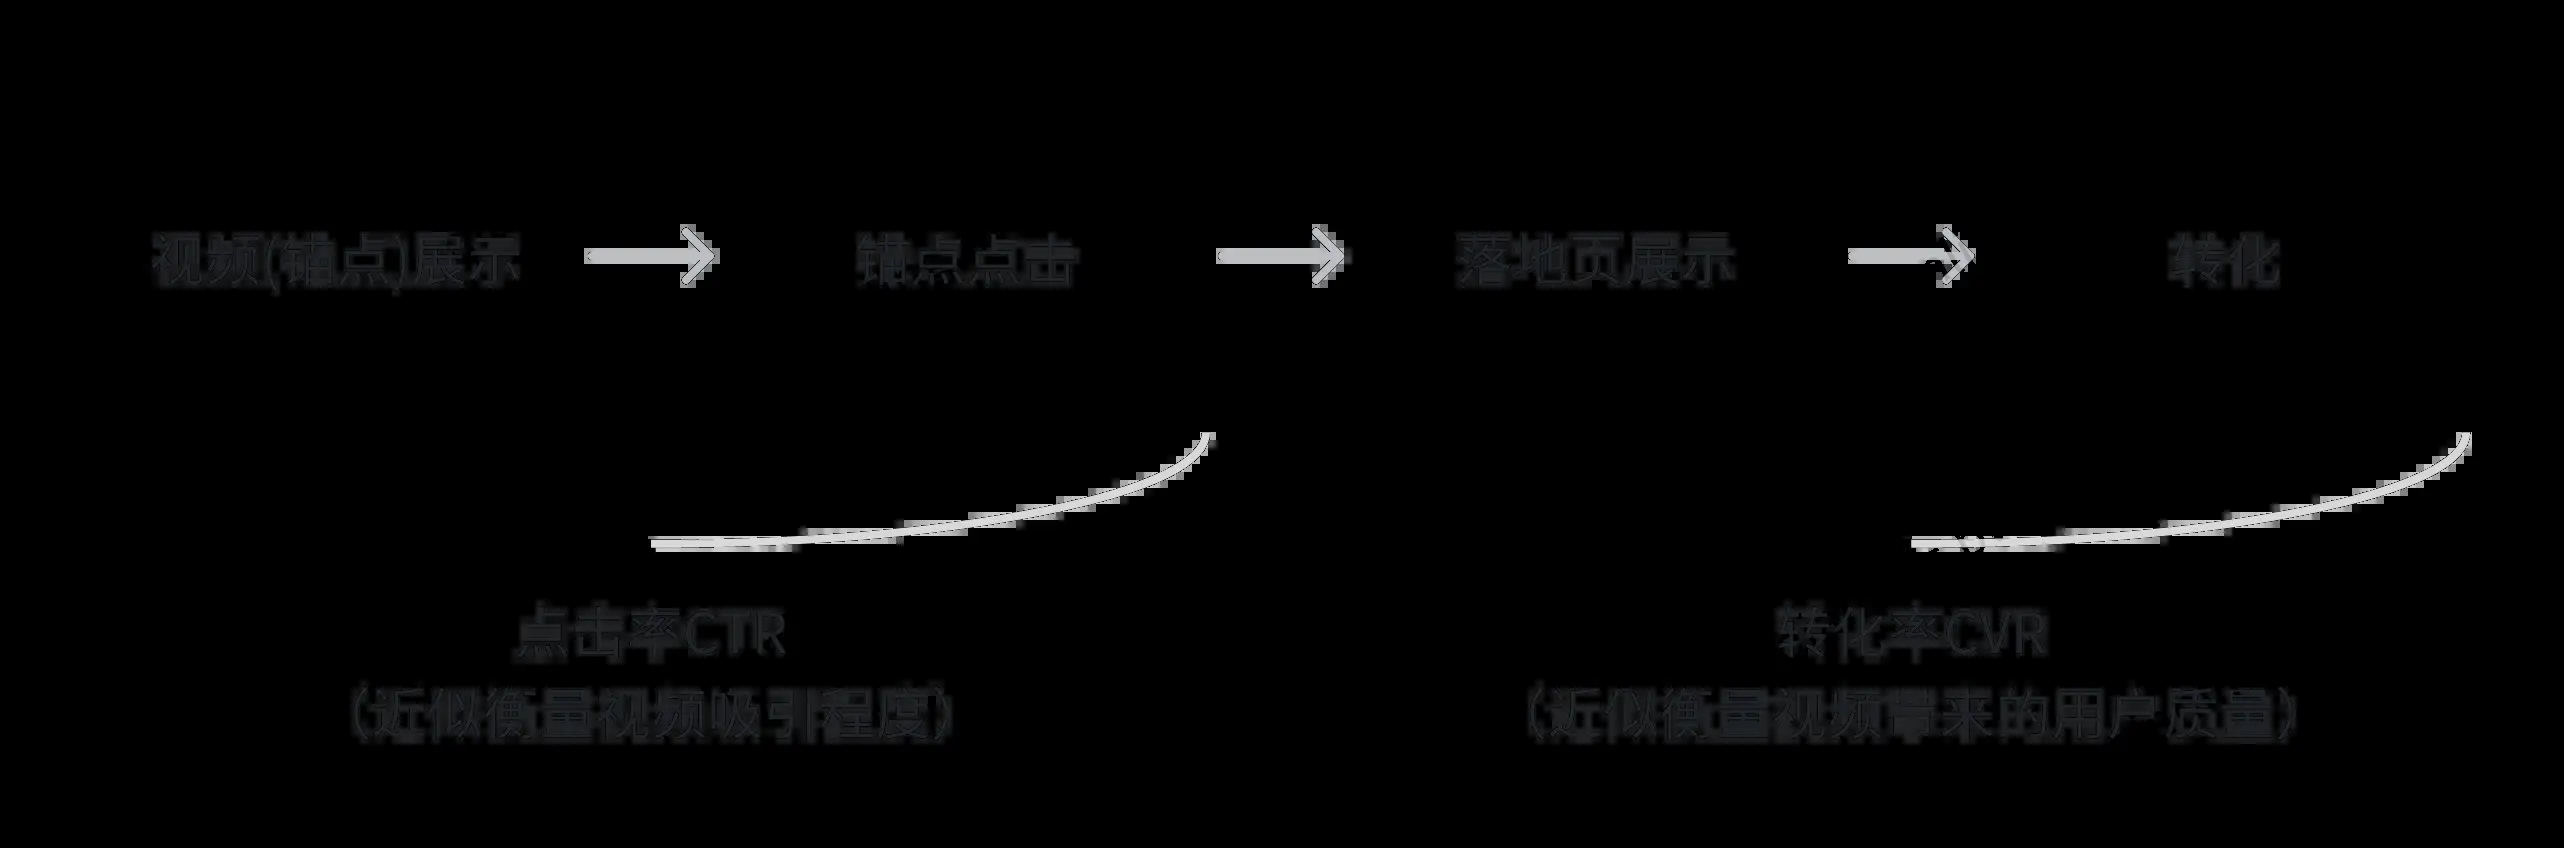 视频(锚点)展示
锚点点击
落地页展示
转化
点击率CTR
（近似衡量视频吸引程度）
转化率CVR
（近似衡量视频带来的用户质量）